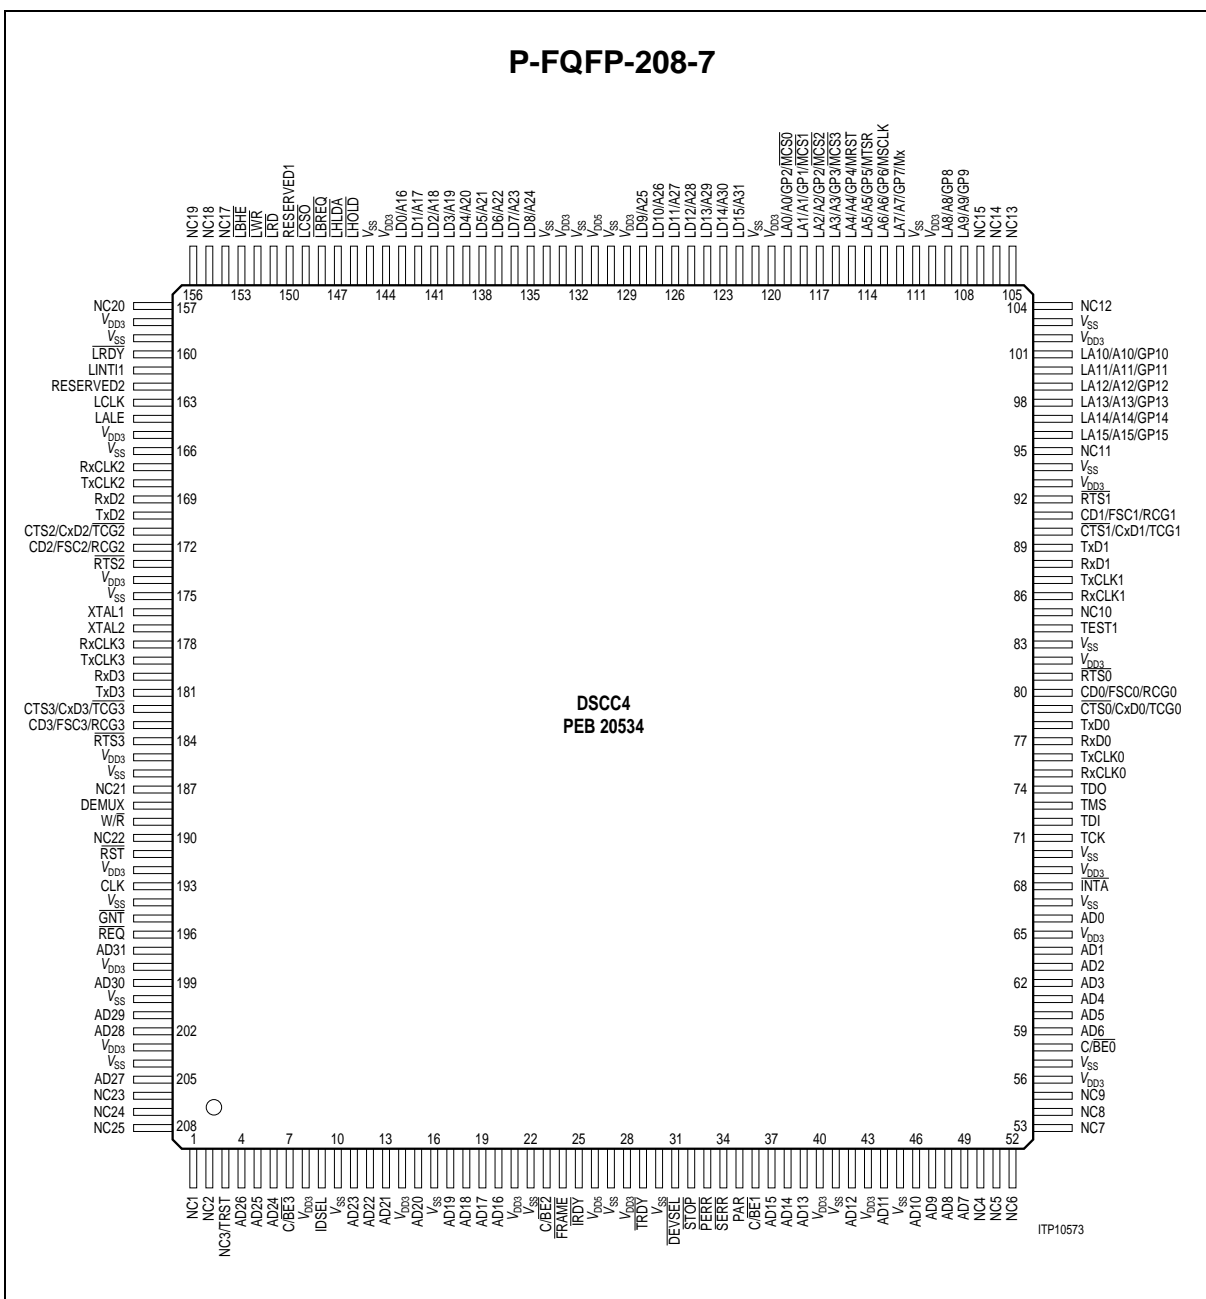 P-FQFP-208-7
NC19
NC18
NC17
LBHE
LWR
LRD
RESERVED1
LCSO
LBREQ
LHLDA
LHOLD
VSS
VDD3
LD0/A16
LD1/A17
LD2/A18
LD3/A19
LD4/A20
LD5/A21
LD6/A22
LD7/A23
LD8/A24
VSS
VDD3
VSS
VDD5
VSS
VDD3
LD9/A25
LD10/A26
LD11/A27
LD12/A28
LD13/A29
LD14/A30
LD15/A31
VSS
VDD3
LA0/A0/GP2/MCS0
LA1/A1/GP1/MCS1
LA2/A2/GP2/MCS2
LA3/A3/GP3/MCS3
LA4/A4/GP4/MRST
LA5/A5/GP5/MTSR
LA6/A6/GP6/MSCLK
LA7/A7/GP7/Mx
VSS
VDD3
LA8/A8/GP8
LA9/A9/GP9
NC15
NC14
NC13
156 153 150 147 144 141 138 135 132 129 126 123 120 117 114 111 108 105
NC20 157
VDD3
VSS
LRDY 160
LINTI1
RESERVED2
LCLK 163
LALE
VDD3
VSS 166
RxCLK2
TxCLK2
RxD2 169
TxD2
CTS2/CxD2/TCG2
CD2/FSC2/RCG2 172
RTS2
VDD3
VSS 175
XTAL1
XTAL2
RxCLK3 178
TxCLK3
RxD3
TxD3 181
CTS3/CxD3/TCG3
CD3/FSC3/RCG3
RTS3 184
VDD3
VSS
NC21 187
DEMUX
W/R
NC22 190
RST
VDD3
CLK 193
VSS
GNT
REQ 196
AD31
VDD3
AD30 199
VSS
AD29
AD28 202
VDD3
VSS
AD27 205
NC23
NC24
NC25 208
DSCC4
PEB 20534
104 NC12
VSS
VDD3
101 LA10/A10/GP10
LA11/A11/GP11
LA12/A12/GP12
98 LA13/A13/GP13
LA14/A14/GP14
LA15/A15/GP15
95 NC11
VSS
VDD3
92 RTS1
CD1/FSC1/RCG1
CTS1/CxD1/TCG1
89 TxD1
RxD1
TxCLK1
86 RxCLK1
NC10
TEST1
83 VSS
VDD3
RTS0
80 CD0/FSC0/RCG0
CTS0/CxD0/TCG0
TxD0
77 RxD0
TxCLK0
RxCLK0
74 TDO
TMS
TDI
71 TCK
VSS
VDD3
68 INTA
VSS
AD0
65 VDD3
AD1
AD2
62 AD3
AD4
AD5
59 AD6
C/BE0
VSS
56 VDD3
NC9
NC8
53 NC7
1 4 7 10 13 16 19 22 25 28 31 34 37 40 43 46 49 52
NC1
NC2
NC3/TRST
AD26
AD25
AD24
C/BE3
VDD3
IDSEL
VSS
AD23
AD22
AD21
VDD3
AD20
VSS
AD19
AD18
AD17
AD16
VDD3
VSS
C/BE2
FRAME
IRDY
VDD5
VSS
VDD3
TRDY
VSS
DEVSEL
STOP
PERR
SERR
PAR
C/BE1
AD15
AD14
AD13
VDD3
VSS
AD12
VDD3
AD11
VSS
AD10
AD9
AD8
AD7
NC4
NC5
NC6
ITP10573